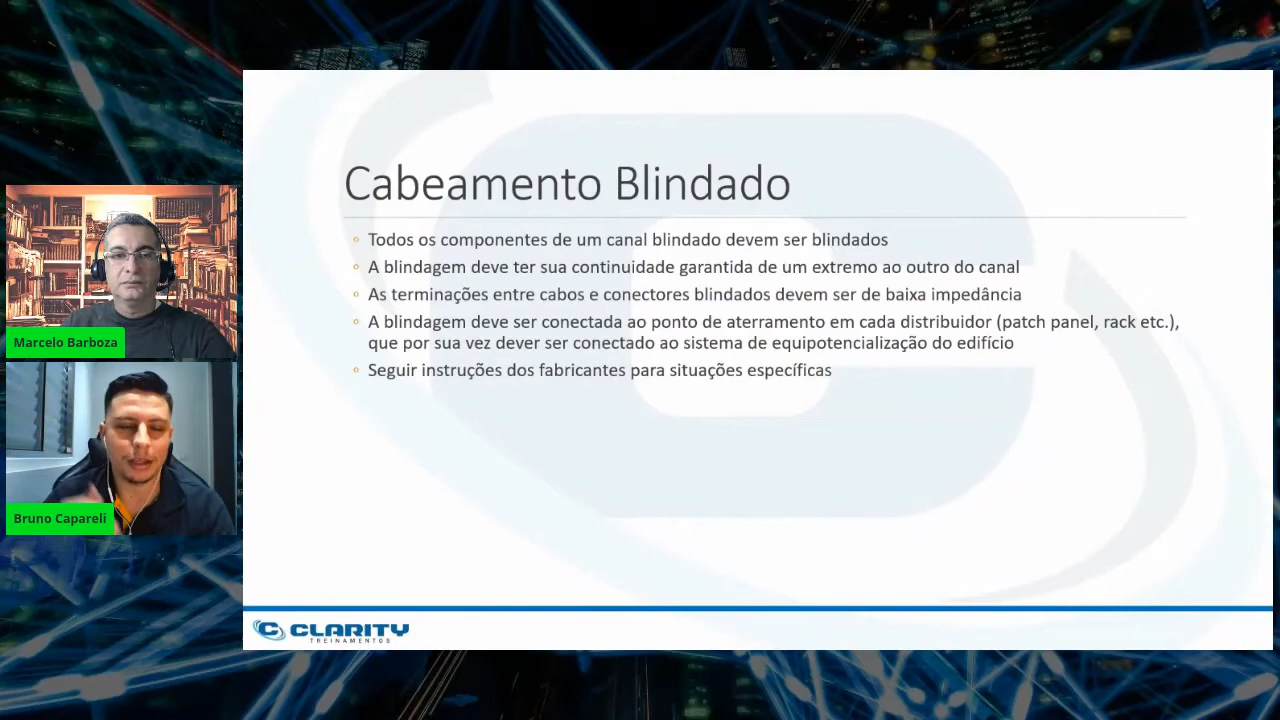 Cabeamento Blindado
Todos os componentes de um canal blindado devem ser blindados
A blindagem deve ter sua continuidade garantida de um extremo ao outro do canal
As terminações entre cabos e conectores blindados devem ser de baixa impedância
A blindagem deve ser conectada ao ponto de aterramento em cada distribuidor (patch panel, rack etc.),
que por sua vez dever ser conectado ao sistema de equipotencialização do edifício
Seguir instruções dos fabricantes para situações específicas
Marcelo Barboza
Bruno Capareli
CLARITY
TREINAMENTOS